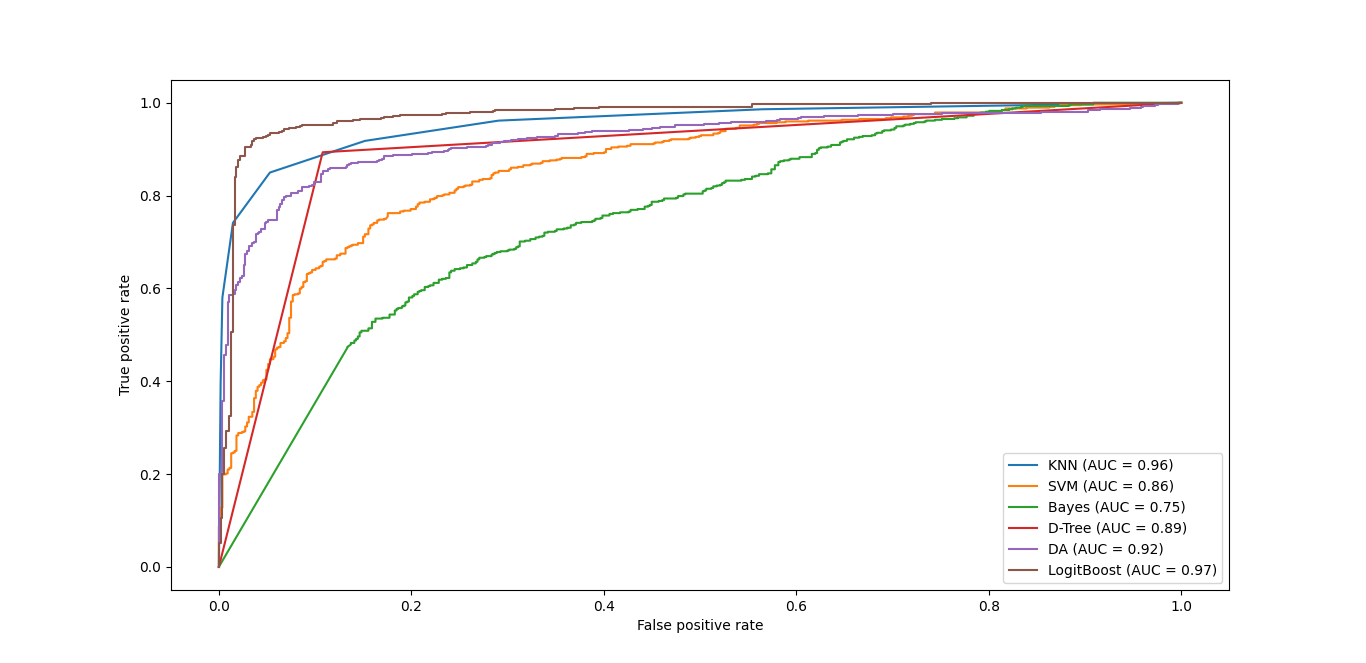 1.0
0.8
0.6
0.4
0.2
0.0
True positive rate
0.0 0.2 0.4 0.6 0.8 1.0
False positive rate
KNN (AUC = 0.96)
SVM (AUC = 0.86)
Bayes (AUC = 0.75)
D-Tree (AUC = 0.89)
DA (AUC = 0.92)
LogitBoost (AUC = 0.97)